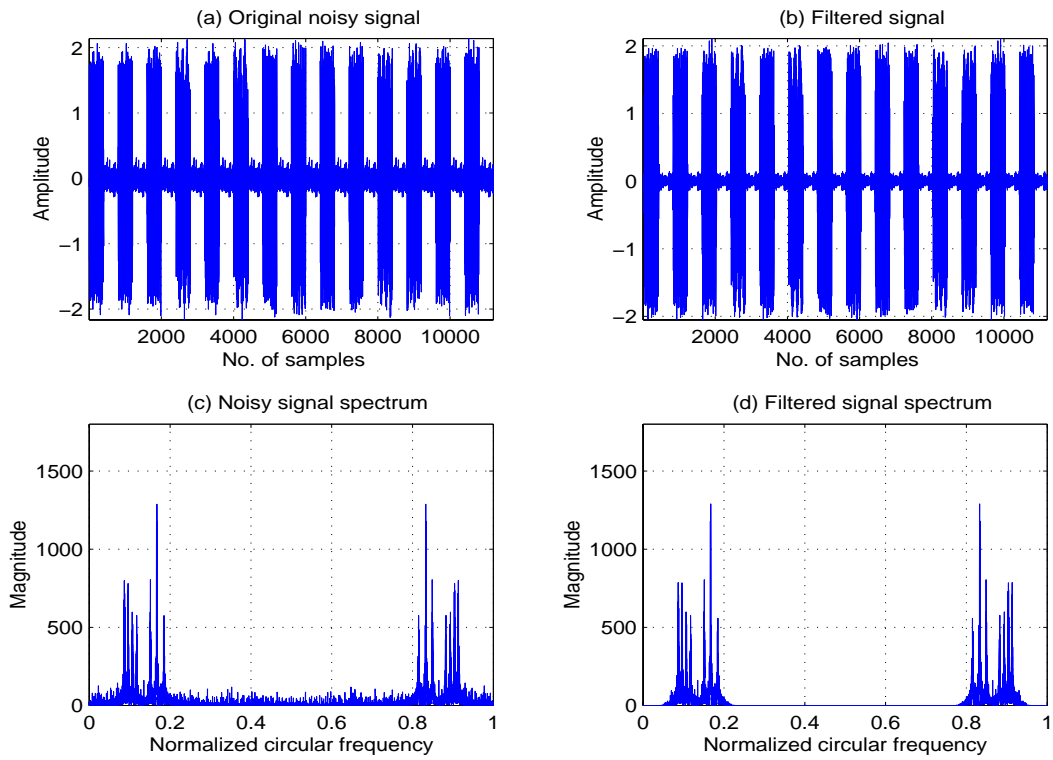 (a) Original noisy signal
2
1
0
−1
−2
Amplitude
2000 4000 6000 8000 10000
No. of samples
(b) Filtered signal
2
1
0
−1
−2
Amplitude
2000 4000 6000 8000 10000
No. of samples
(c) Noisy signal spectrum
1500
1000
500
0
Magnitude
0 0.2 0.4 0.6 0.8 1
Normalized circular frequency
(d) Filtered signal spectrum
1500
1000
500
0
Magnitude
0 0.2 0.4 0.6 0.8 1
Normalized circular frequency